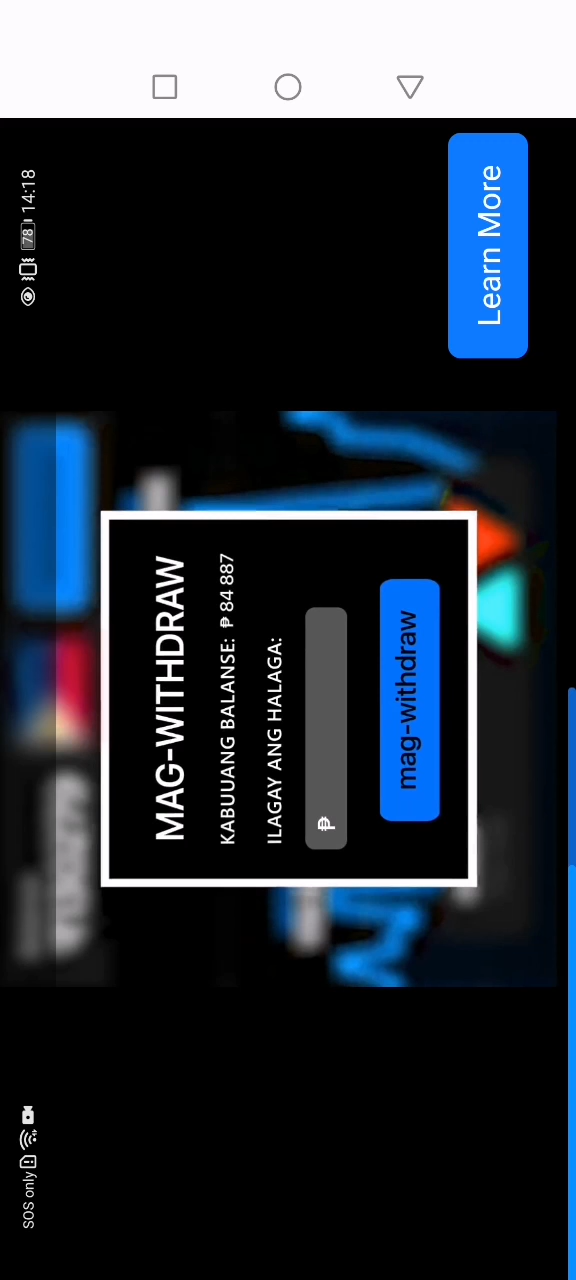 SOS only
78 14:18
MAG-WITHDRAW
KABUUANG BALANSE: ₱ 84 887
ILAGAY ANG HALAGA:
₱
mag-withdraw
Learn More